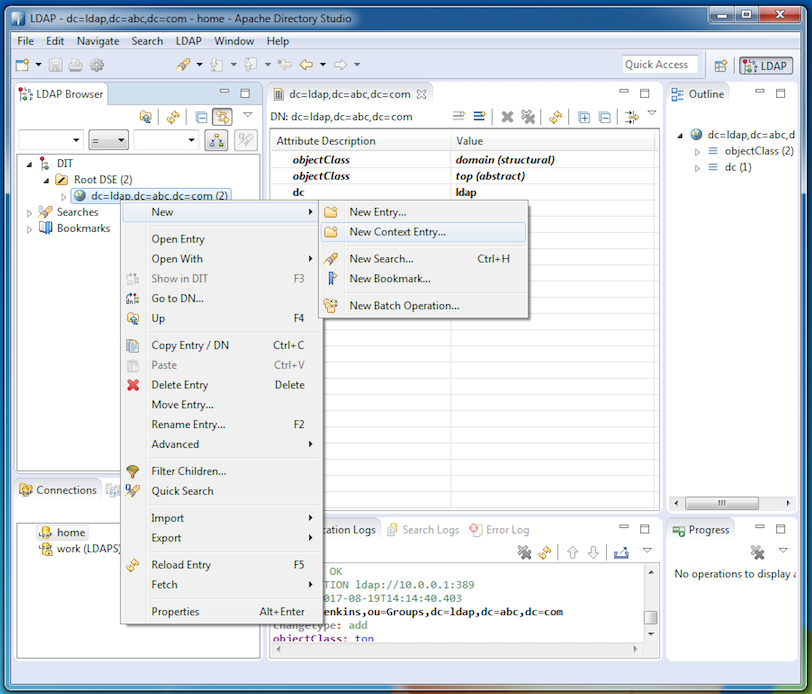 LDAP - dc=ldap,dc=abc,dc=com - home - Apache Directory Studio
File Edit Navigate Search LDAP Window Help
Quick Access
LDAP
LDAP Browser
=
DIT
Root DSE (2)
dc=ldap,dc=abc,dc=com (2)
Searches
Bookmarks
dc=ldap,dc=abc,dc=com
DN: dc=ldap,dc=abc,dc=com
Attribute Description Value
objectClass domain (structural)
objectClass top (abstract)
dc ldap
Outline
dc=ldap,dc=abc,d
objectClass (2)
dc (1)
New
Open Entry
Open With
Show in DIT F3
Go to DN...
Up F4
Copy Entry / DN Ctrl+C
Paste Ctrl+V
Delete Entry Delete
Move Entry...
Rename Entry... F2
Advanced
Filter Children...
Quick Search
Import
Export
Reload Entry F5
Fetch
Properties Alt+Enter
New Entry...
New Context Entry...
New Search... Ctrl+H
New Bookmark...
New Batch Operation...
Connections
home
work (LDAPS)
cation Logs Search Logs Error Log
OK
TION ldap://10.0.0.1:389
017-08-19T14:14:40.403
enkins,ou=Groups,dc=ldap,dc=abc,dc=com
changetype: add
objectClass: top
Progress
No operations to display a